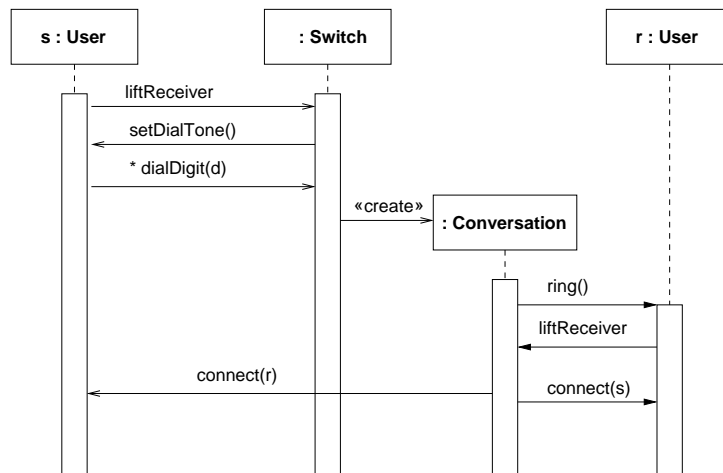 s : User
: Switch
r : User
liftReceiver
setDialTone()
* dialDigit(d)
«create»
: Conversation
ring()
liftReceiver
connect(r)
connect(s)